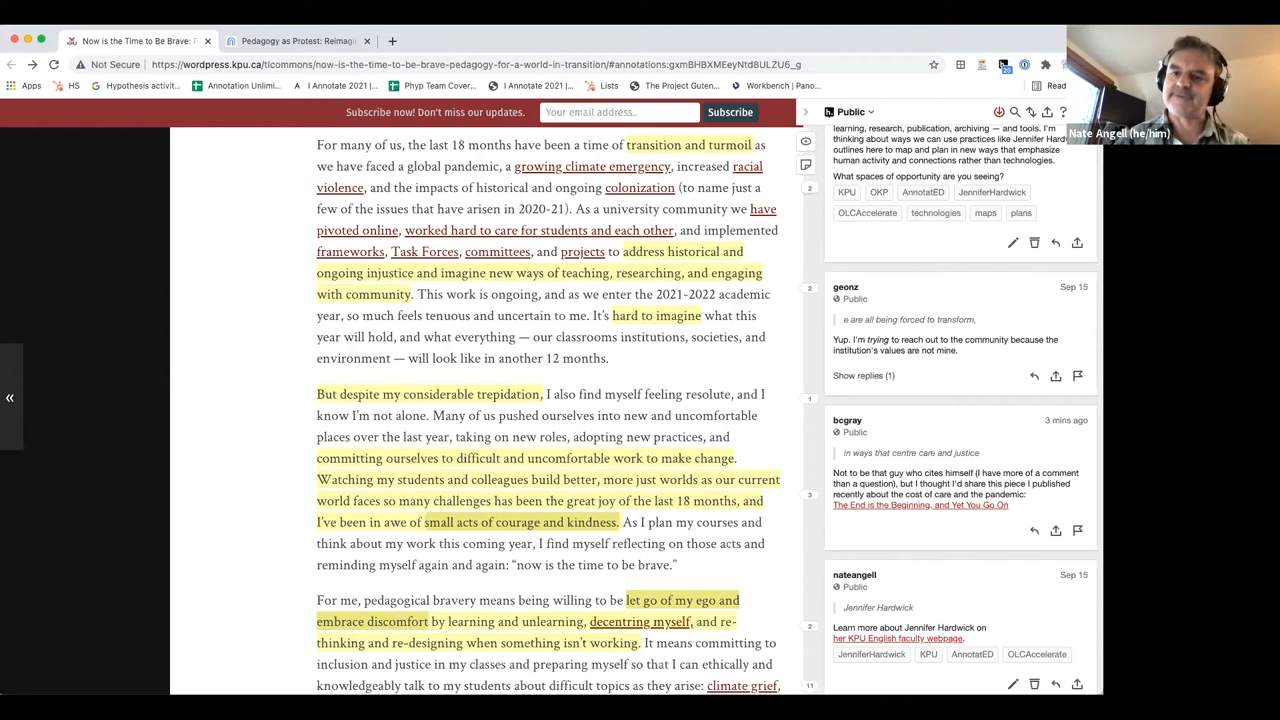 Now is the Time to Be Brave: P
Pedagogy as Protest: Reimagi
Not Secure
https://wordpress.kpu.ca/tlcommons/now-is-the-time-to-be-brave-pedagogy-for-a-world-in-transition/#annotations:gxmBHBXMEeyNtd8ULZU6_g
20
Apps
HS
Hypothesis activit...
Annotation Unlimi...
I Annotate 2021 |...
Phyp Team Cover...
I Annotate 2021 |...
Lists
The Project Guten...
Workbench | Pano...
Read
Nate Angell (he/him)
Subscribe now! Don't miss our updates.
Your email address..
Subscribe
For many of us, the last 18 months have been a time of transition and turmoil as
we have faced a global pandemic, a growing climate emergency, increased racial
violence, and the impacts of historical and ongoing colonization (to name just a
few of the issues that have arisen in 2020-21). As a university community we have
pivoted online, worked hard to care for students and each other, and implemented
frameworks, Task Forces, committees, and projects to address historical and
ongoing injustice and imagine new ways of teaching, researching, and engaging
with community. This work is ongoing, and as we enter the 2021-2022 academic
year, so much feels tenuous and uncertain to me. It's hard to imagine what this
year will hold, and what everything — our classrooms institutions, societies, and
environment — will look like in another 12 months.
But despite my considerable trepidation, I also find myself feeling resolute, and I
know I'm not alone. Many of us pushed ourselves into new and uncomfortable
places over the last year, taking on new roles, adopting new practices, and
committing ourselves to difficult and uncomfortable work to make change.
Watching my students and colleagues build better, more just worlds as our current
world faces so many challenges has been the great joy of the last 18 months, and
I've been in awe of small acts of courage and kindness. As I plan my courses and
think about my work this coming year, I find myself reflecting on those acts and
reminding myself again and again: “now is the time to be brave.”
For me, pedagogical bravery means being willing to be let go of my ego and
embrace discomfort by learning and unlearning, decentring myself, and re-
thinking and re-designing when something isn't working. It means committing to
inclusion and justice in my classes and preparing myself so that I can ethically and
knowledgeably talk to my students about difficult topics as they arise: climate grief,
«
2
2
1
3
2
11
Public
learning, research, publication, archiving — and tools. I'm
thinking about ways we can use practices like Jennifer Hardw
outlines here to map and plan in new ways that emphasize
human activity and connections rather than technologies.
What spaces of opportunity are you seeing?
KPU
OKP
AnnotatED
JenniferHardwick
OLCAccelerate
technologies
maps
plans
geonz
Sep 15
Public
e are all being forced to transform,
Yup. I'm trying to reach out to the community because the
institution's values are not mine.
Show replies (1)
bcgray
3 mins ago
Public
in ways that centre care and justice
Not to be that guy who cites himself (I have more of a comment
than a question), but I thought I'd share this piece I published
recently about the cost of care and the pandemic:
The End is the Beginning, and Yet You Go On
nateangell
Sep 15
Public
Jennifer Hardwick
Learn more about Jennifer Hardwick on
her KPU English faculty webpage.
JenniferHardwick
KPU
AnnotatED
OLCAccelerate